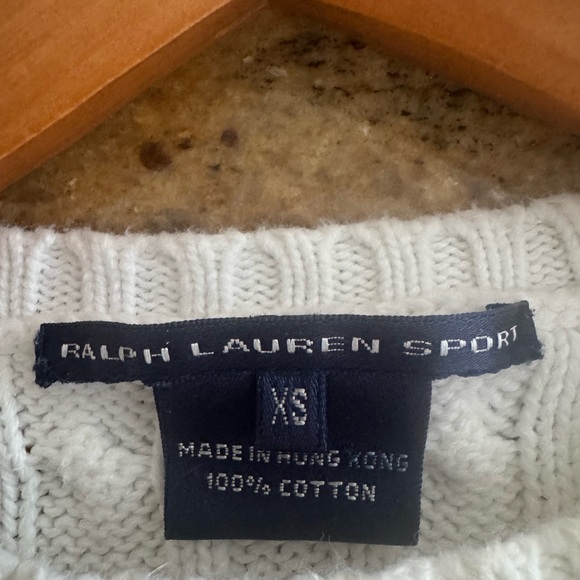 RALPH LAUREN SPORT
XS
MADE IN HONG KONG
100% COTTON